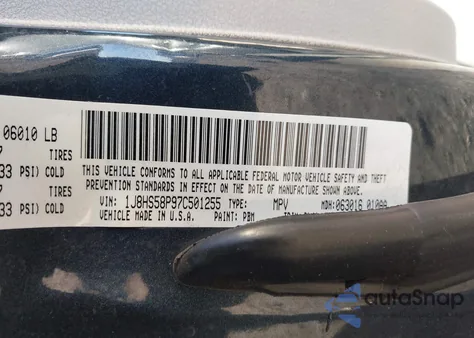 06010 LB
TIRES
33 PSI) COLD
TIRES
33 PSI) COLD
THIS VEHICLE CONFORMS TO ALL APPLICABLE FEDERAL MOTOR VEHICLE SAFETY AND THEFT
PREVENTION STANDARDS IN EFFECT ON THE DATE OF MANUFACTURE SHOWN ABOVE.
VIN: 1J8HS58P97C501255 TYPE: MPV MDH: 063016
VEHICLE MADE IN U.S.A. PAINT: PBM
autoSnap